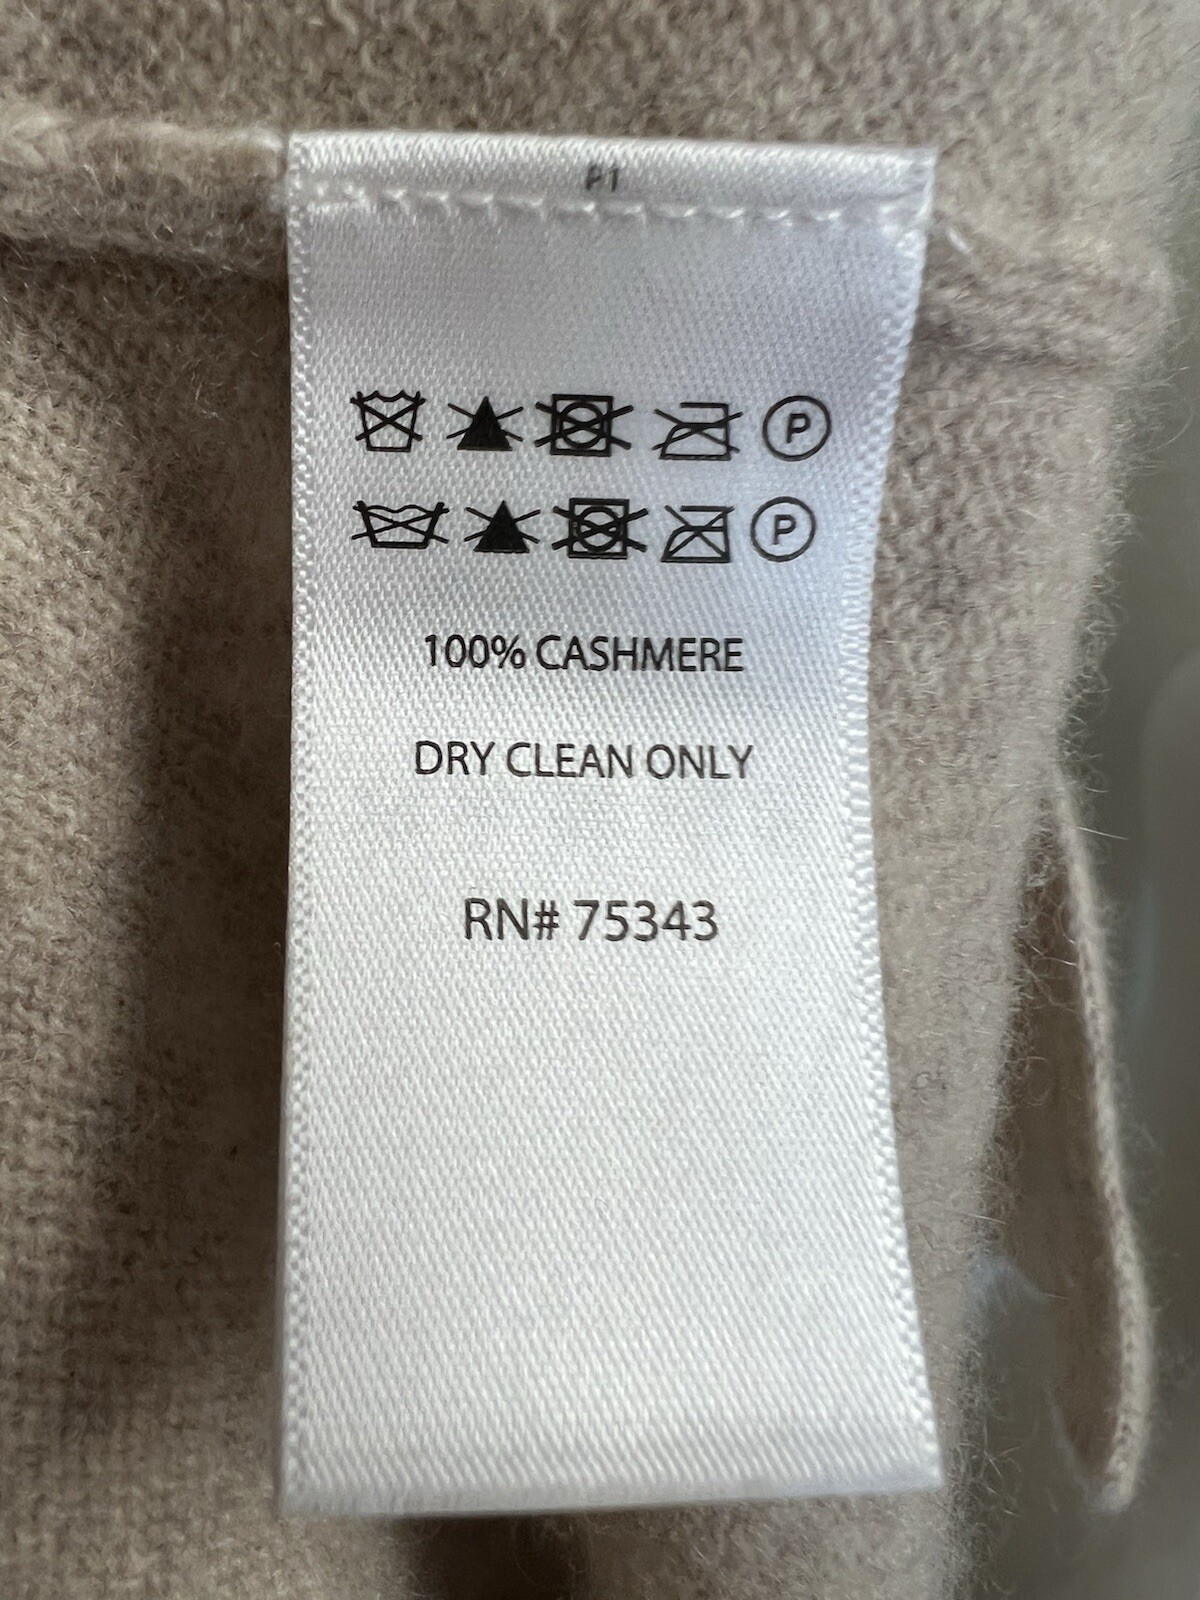 P1
P
P
100% CASHMERE
DRY CLEAN ONLY
RN# 75343